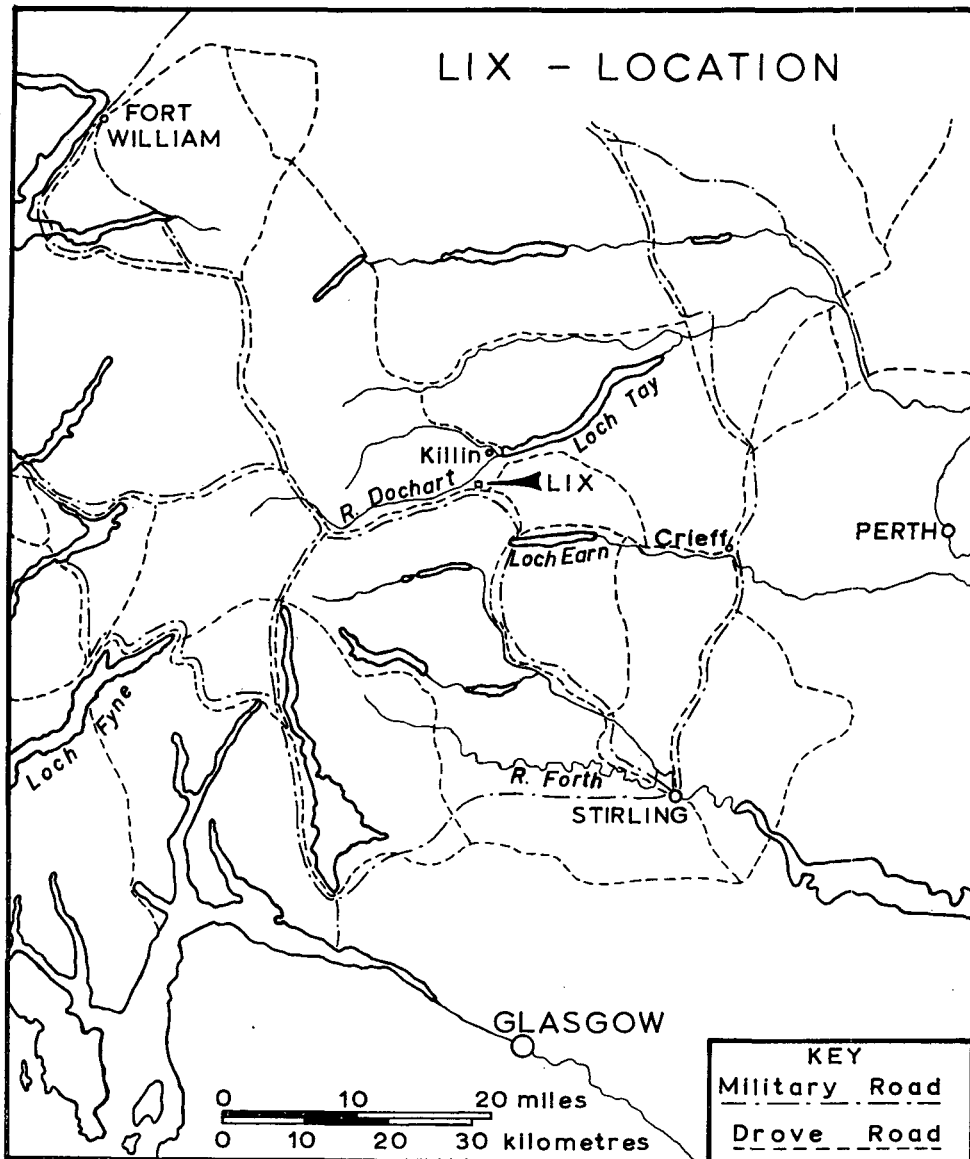 LIX – LOCATION
FORT
WILLIAM
Loch Tay
Killin
R. Dochart
LIX
Loch Earn
Crieff
PERTH
Loch Fyne
R. Forth
STIRLING
GLASGOW
0 10 20 miles
0 10 20 30 kilometres
KEY
Military Road
Drove Road